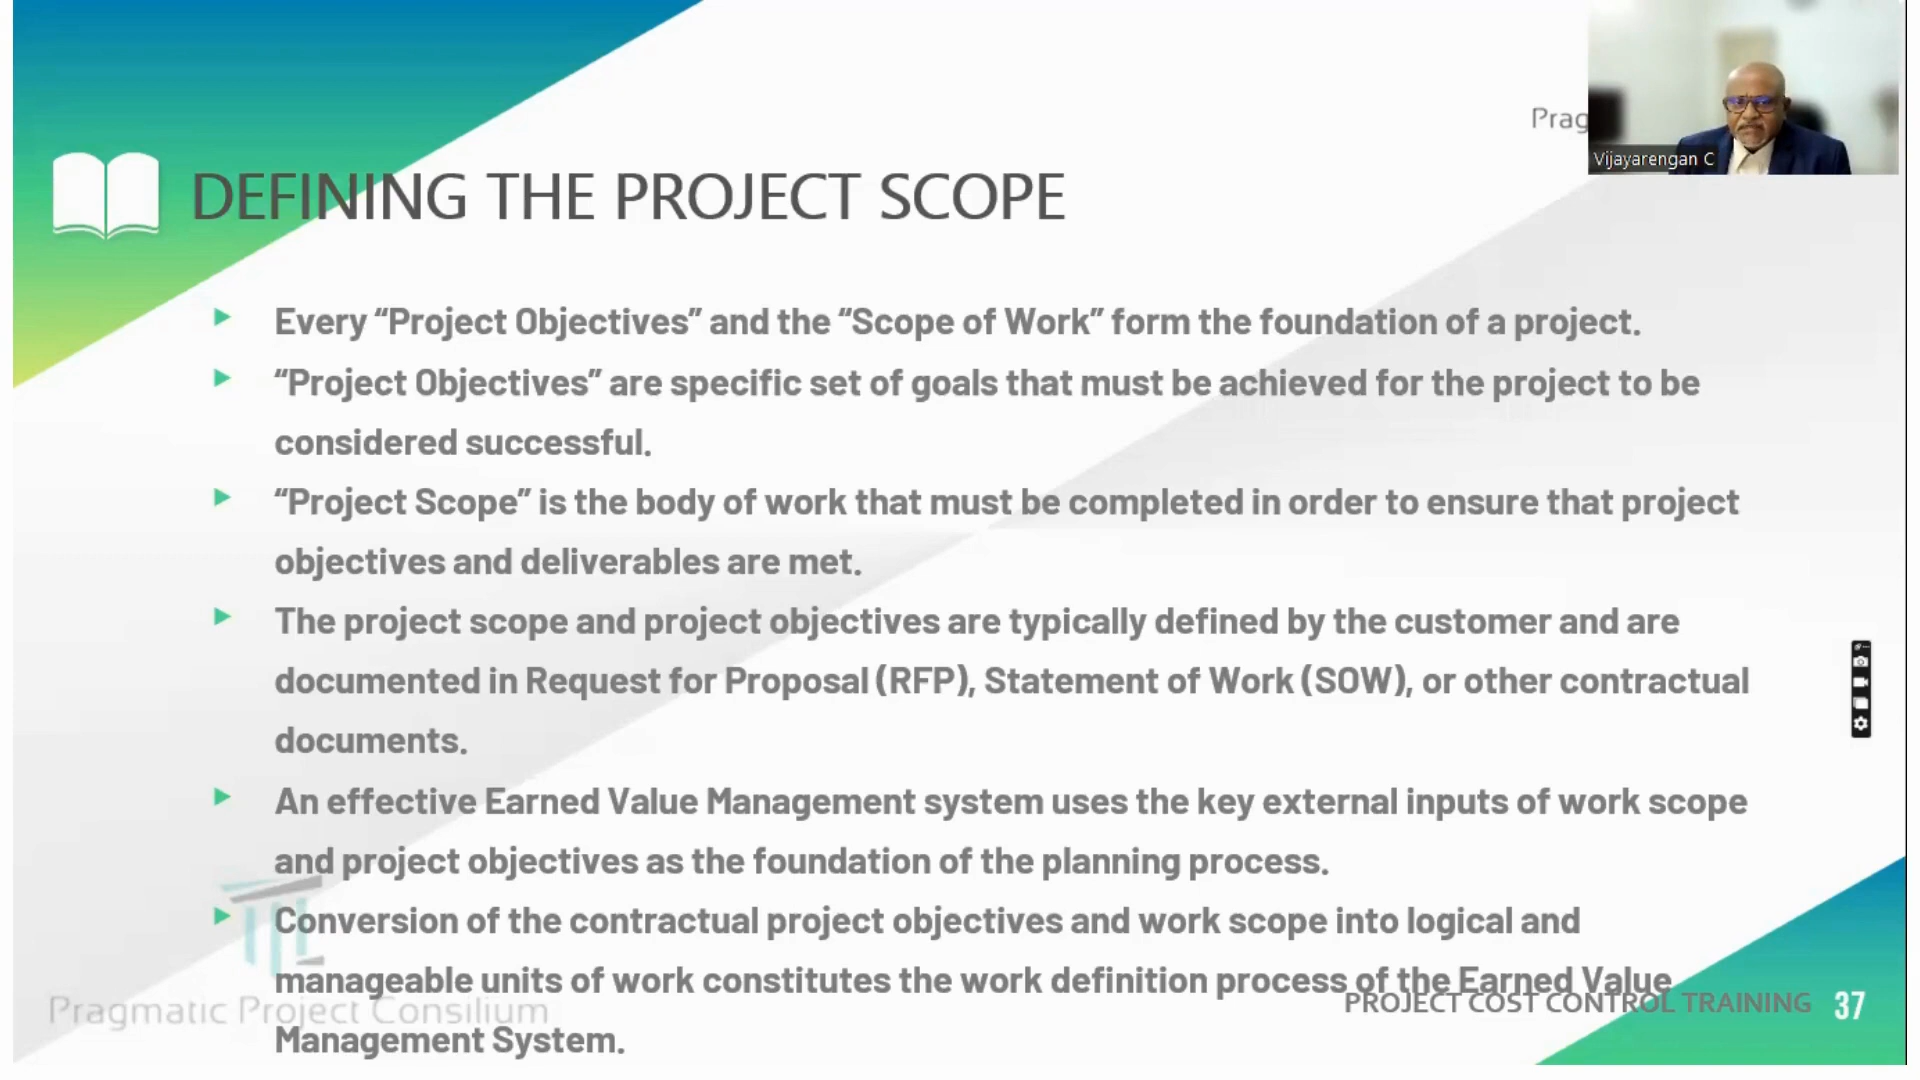 Prag
Vijayarengan C
DEFINING THE PROJECT SCOPE
Every “Project Objectives” and the “Scope of Work” form the foundation of a project.
“Project Objectives” are specific set of goals that must be achieved for the project to be
considered successful.
“Project Scope” is the body of work that must be completed in order to ensure that project
objectives and deliverables are met.
The project scope and project objectives are typically defined by the customer and are
documented in Request for Proposal (RFP), Statement of Work (SOW), or other contractual
documents.
An effective Earned Value Management system uses the key external inputs of work scope
and project objectives as the foundation of the planning process.
Conversion of the contractual project objectives and work scope into logical and
manageable units of work constitutes the work definition process of the Earned Value
Management System.
Pragmatic Project Consilium
PROJECT COST CONTROL TRAINING 37